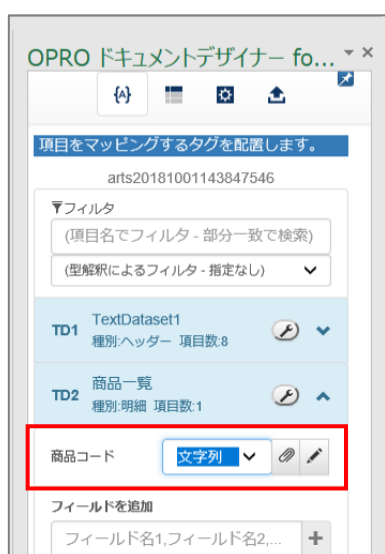 OPRO ドキュメントデザイナー fo...
{A}
項目をマッピングするタグを配置します。
arts20181001143847546
フィルタ
(項目名でフィルタ - 部分一致で検索)
(型解釈によるフィルタ - 指定なし)
TD1 TextDataset1
種別:ヘッダー 項目数:8
TD2 商品一覧
種別:明細 項目数:1
商品コード 文字列
フィールドを追加
フィールド名1,フィールド名2,... +